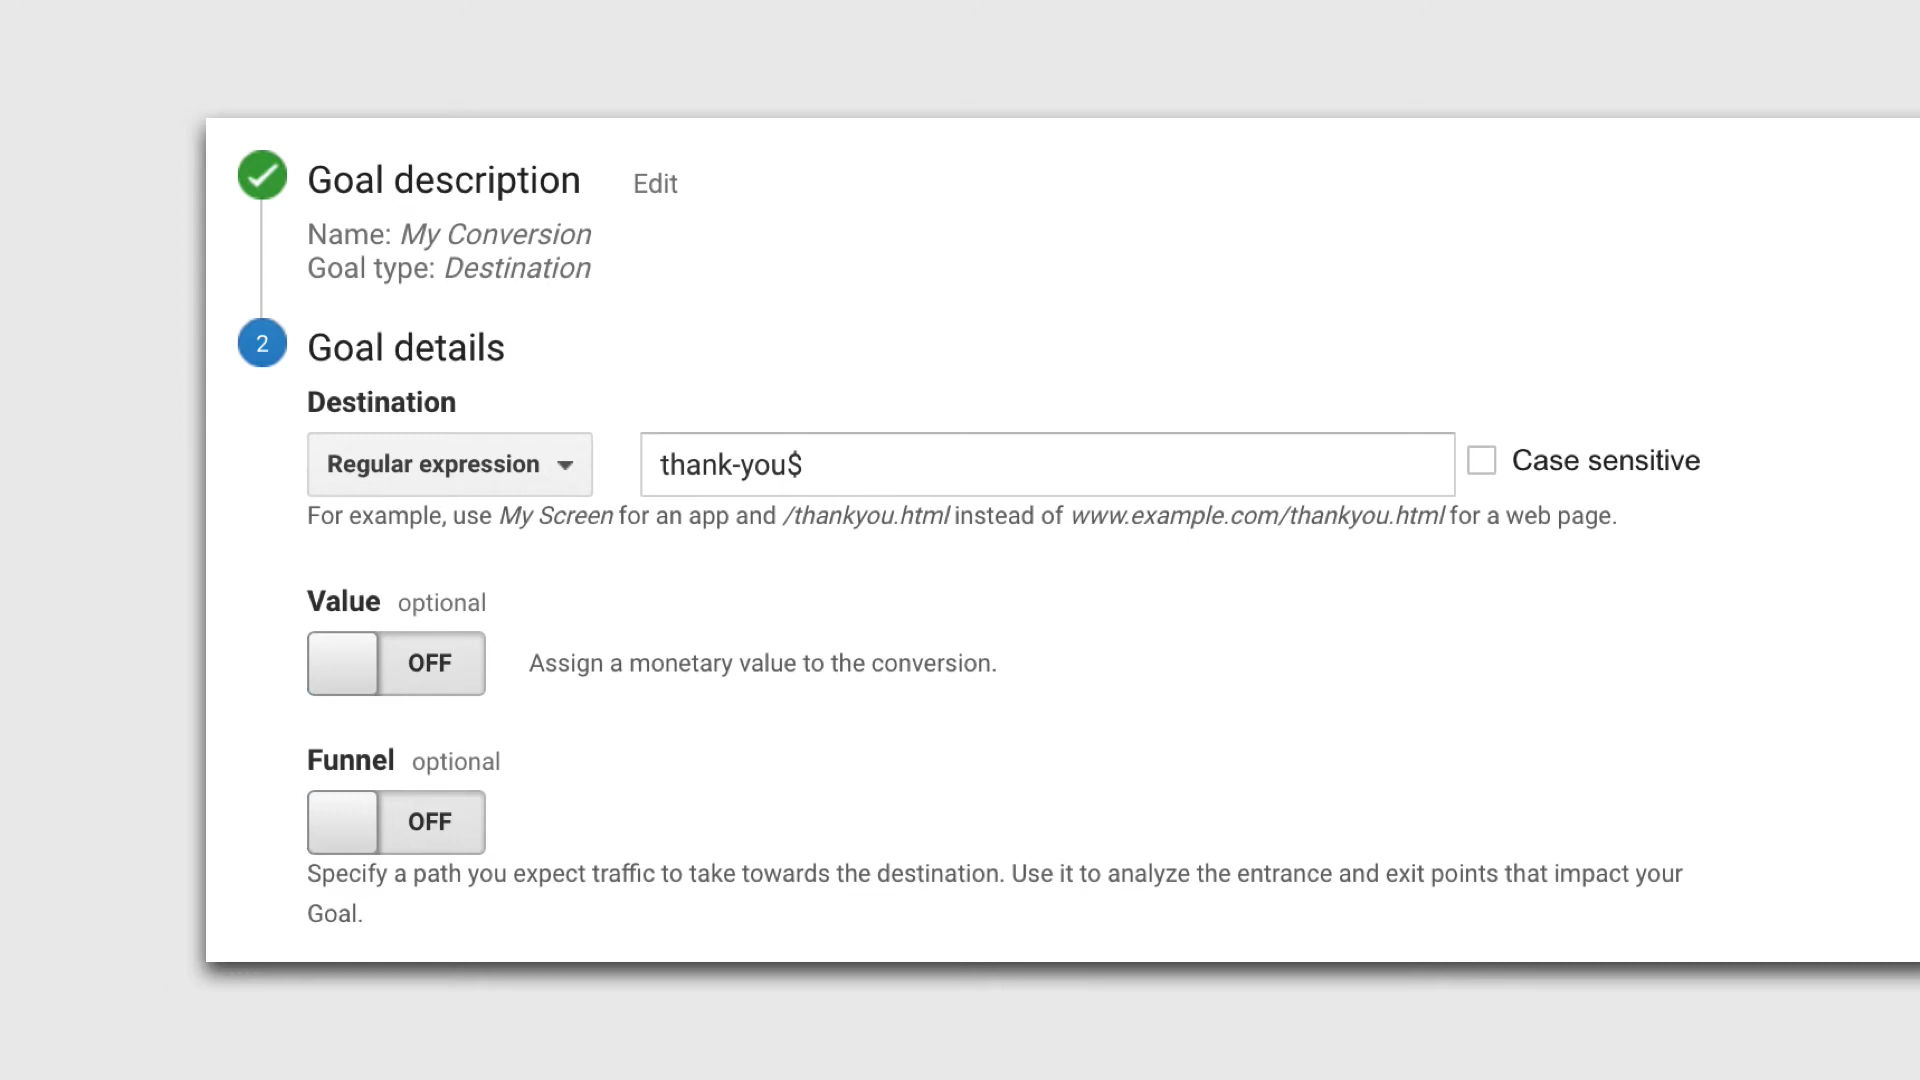 Goal description Edit
Name: My Conversion
Goal type: Destination
2 Goal details
Destination
Regular expression thank-you$ Case sensitive
For example, use My Screen for an app and /thankyou.html instead of www.example.com/thankyou.html for a web page.
Value optional
OFF Assign a monetary value to the conversion.
Funnel optional
OFF
Specify a path you expect traffic to take towards the destination. Use it to analyze the entrance and exit points that impact your
Goal.